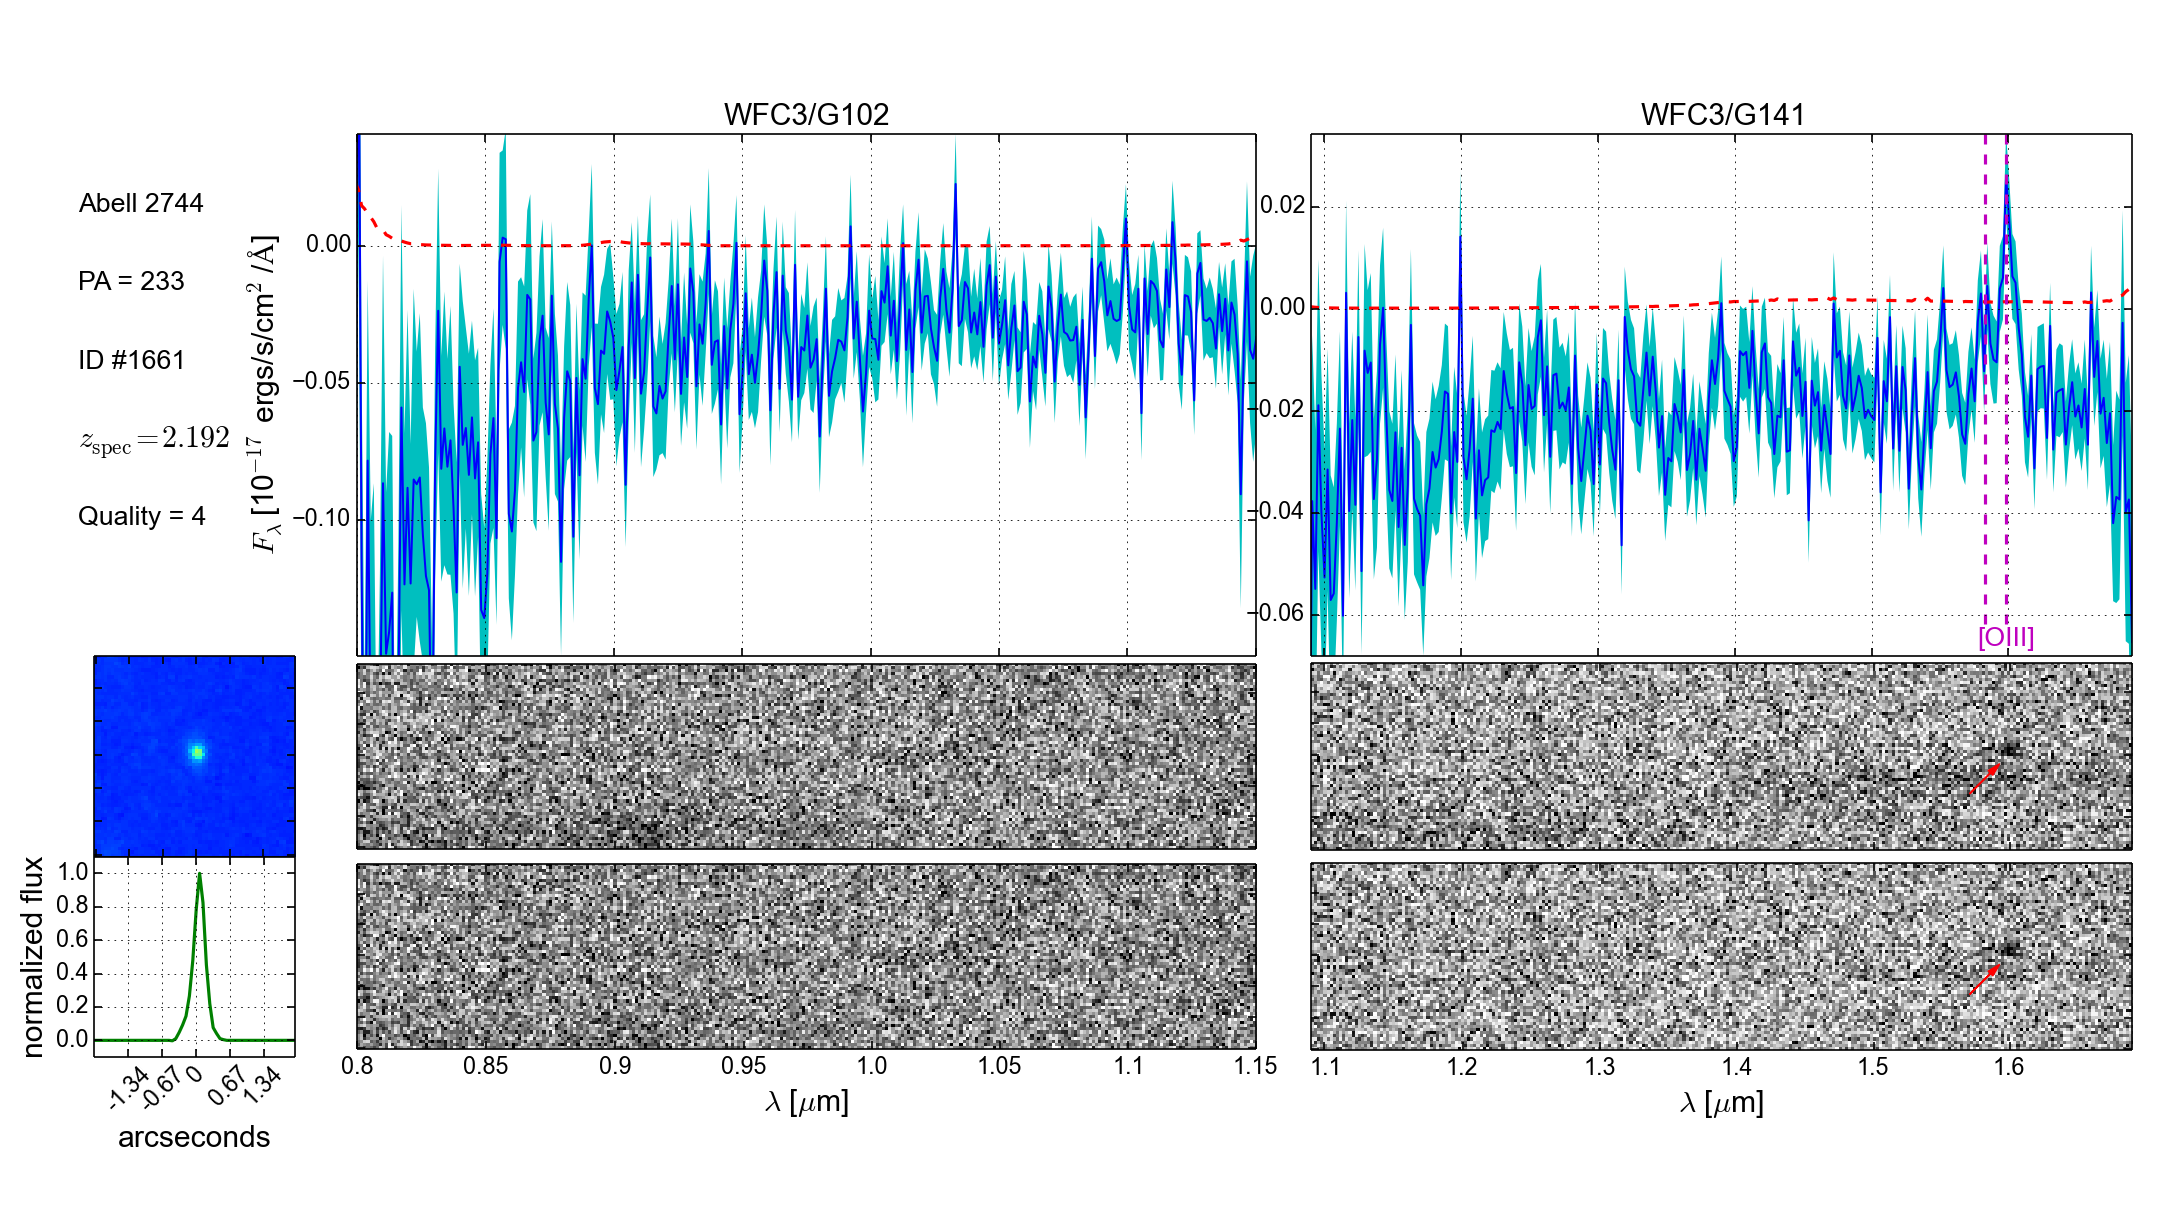 WFC3/G102
WFC3/G141
Abell 2744
PA = 233
ID #1661
z_spec = 2.192
Quality = 4
F_λ [10^−17 ergs/s/cm^2 /Å]
0.00
−0.05
−0.10
0.02
0.00
−0.02
−0.04
−0.06
[OIII]
normalized flux
1.0
0.8
0.6
0.4
0.2
0.0
-1.34 -0.67 0 0.67 1.34
arcseconds
0.8 0.85 0.9 0.95 1.0 1.05 1.1 1.15
λ [μm]
1.1 1.2 1.3 1.4 1.5 1.6
λ [μm]